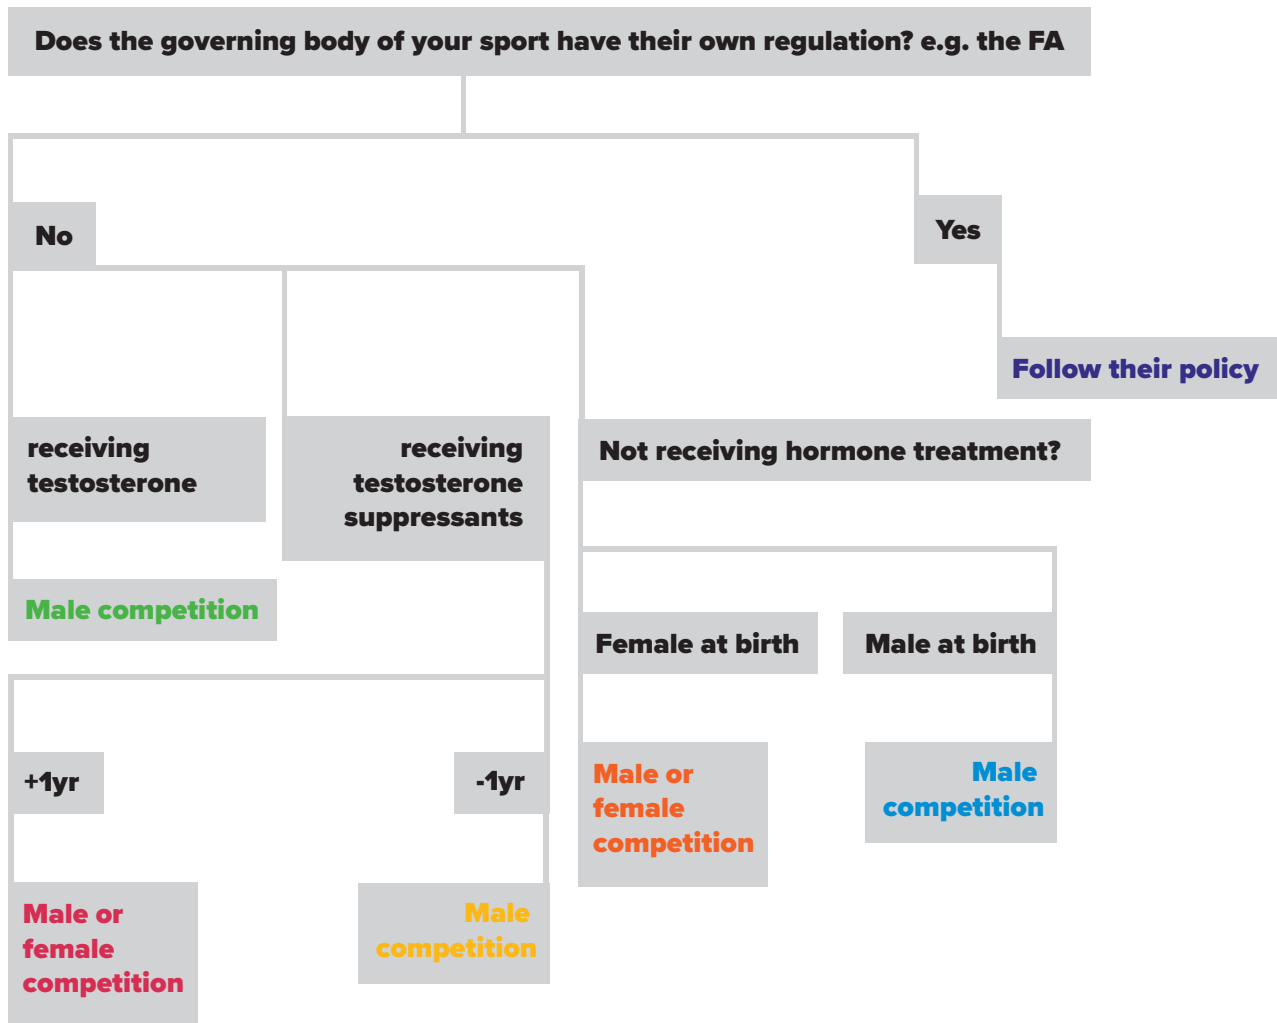 Does the governing body of your sport have their own regulation? e.g. the FA
No
Yes
Follow their policy
receiving
testosterone
receiving
testosterone
suppressants
Not receiving hormone treatment?
Male competition
Female at birth
Male at birth
+1yr
-1yr
Male or
female
competition
Male
competition
Male or
female
competition
Male
competition